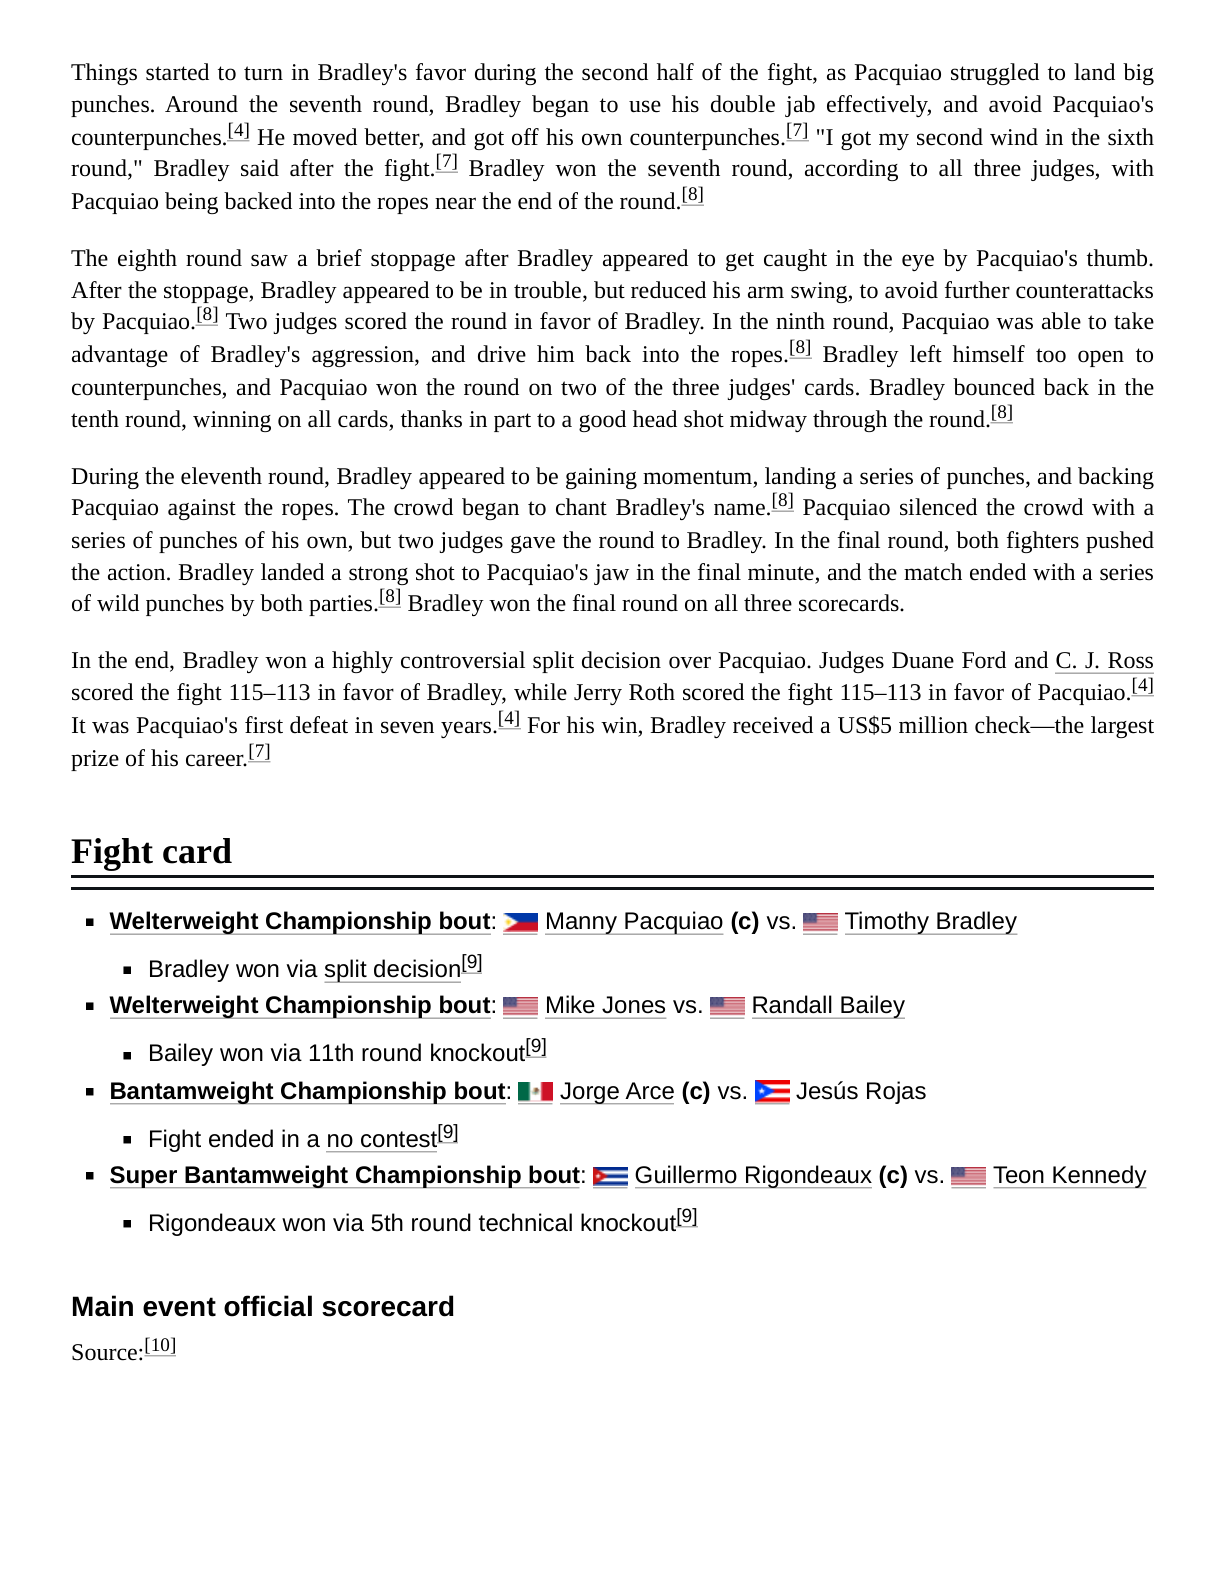 Things started to turn in Bradley's favor during the second half of the fight, as Pacquiao struggled to land big
punches. Around the seventh round, Bradley began to use his double jab effectively, and avoid Pacquiao's
counterpunches.[4] He moved better, and got off his own counterpunches.[7] "I got my second wind in the sixth
round," Bradley said after the fight.[7] Bradley won the seventh round, according to all three judges, with
Pacquiao being backed into the ropes near the end of the round.[8]
The eighth round saw a brief stoppage after Bradley appeared to get caught in the eye by Pacquiao's thumb.
After the stoppage, Bradley appeared to be in trouble, but reduced his arm swing, to avoid further counterattacks
by Pacquiao.[8] Two judges scored the round in favor of Bradley. In the ninth round, Pacquiao was able to take
advantage of Bradley's aggression, and drive him back into the ropes.[8] Bradley left himself too open to
counterpunches, and Pacquiao won the round on two of the three judges' cards. Bradley bounced back in the
tenth round, winning on all cards, thanks in part to a good head shot midway through the round.[8]
During the eleventh round, Bradley appeared to be gaining momentum, landing a series of punches, and backing
Pacquiao against the ropes. The crowd began to chant Bradley's name.[8] Pacquiao silenced the crowd with a
series of punches of his own, but two judges gave the round to Bradley. In the final round, both fighters pushed
the action. Bradley landed a strong shot to Pacquiao's jaw in the final minute, and the match ended with a series
of wild punches by both parties.[8] Bradley won the final round on all three scorecards.
In the end, Bradley won a highly controversial split decision over Pacquiao. Judges Duane Ford and C. J. Ross
scored the fight 115–113 in favor of Bradley, while Jerry Roth scored the fight 115–113 in favor of Pacquiao.[4]
It was Pacquiao's first defeat in seven years.[4] For his win, Bradley received a US$5 million check—the largest
prize of his career.[7]
Fight card
▪ Welterweight Championship bout: Manny Pacquiao (c) vs. Timothy Bradley
▪ Bradley won via split decision[9]
▪ Welterweight Championship bout: Mike Jones vs. Randall Bailey
▪ Bailey won via 11th round knockout[9]
▪ Bantamweight Championship bout: Jorge Arce (c) vs. Jesús Rojas
▪ Fight ended in a no contest[9]
▪ Super Bantamweight Championship bout: Guillermo Rigondeaux (c) vs. Teon Kennedy
▪ Rigondeaux won via 5th round technical knockout[9]
Main event official scorecard
Source:[10]